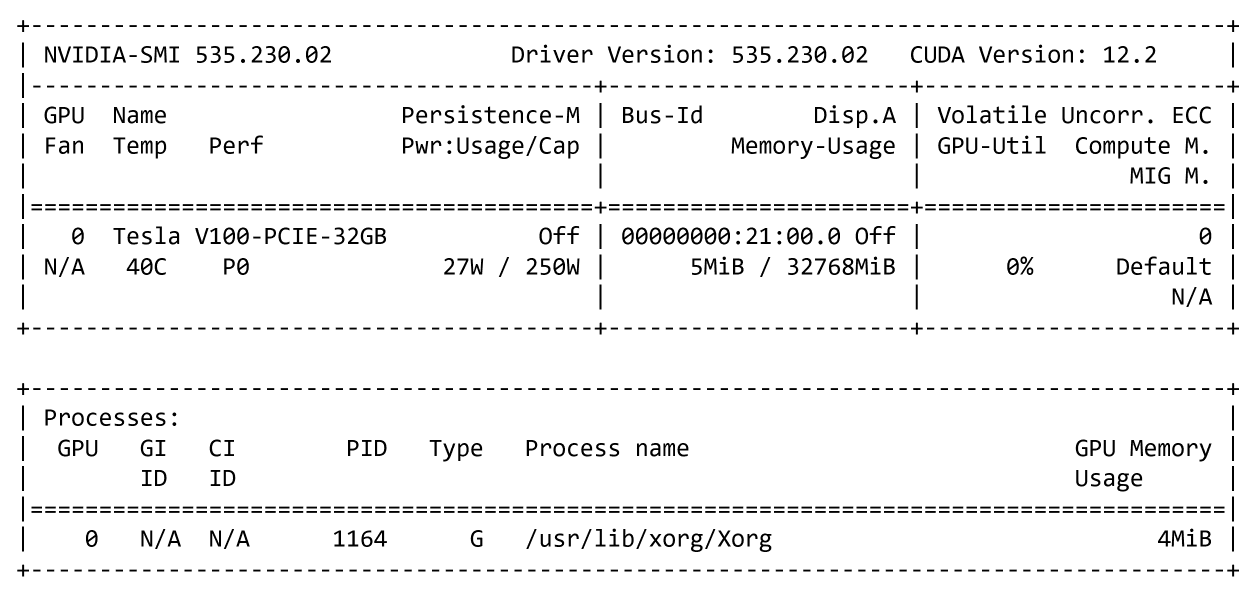 +-----------------------------------------------------------------------------------------+
| NVIDIA-SMI 535.230.02             Driver Version: 535.230.02   CUDA Version: 12.2     |
|-----------------------------------------+----------------------+----------------------+
| GPU  Name                 Persistence-M | Bus-Id        Disp.A | Volatile Uncorr. ECC |
| Fan  Temp   Perf          Pwr:Usage/Cap |         Memory-Usage | GPU-Util  Compute M. |
|                                         |                      |               MIG M. |
|=========================================+======================+======================|
|   0  Tesla V100-PCIE-32GB           Off | 00000000:21:00.0 Off |                    0 |
| N/A   40C    P0              27W / 250W |      5MiB / 32768MiB |      0%      Default |
|                                         |                      |                  N/A |
+-----------------------------------------+----------------------+----------------------+
+---------------------------------------------------------------------------------------+
| Processes:                                                                            |
|  GPU   GI   CI        PID   Type   Process name                            GPU Memory |
|        ID   ID                                                             Usage      |
|=======================================================================================|
|    0   N/A  N/A      1164      G   /usr/lib/xorg/Xorg                            4MiB |
+---------------------------------------------------------------------------------------+